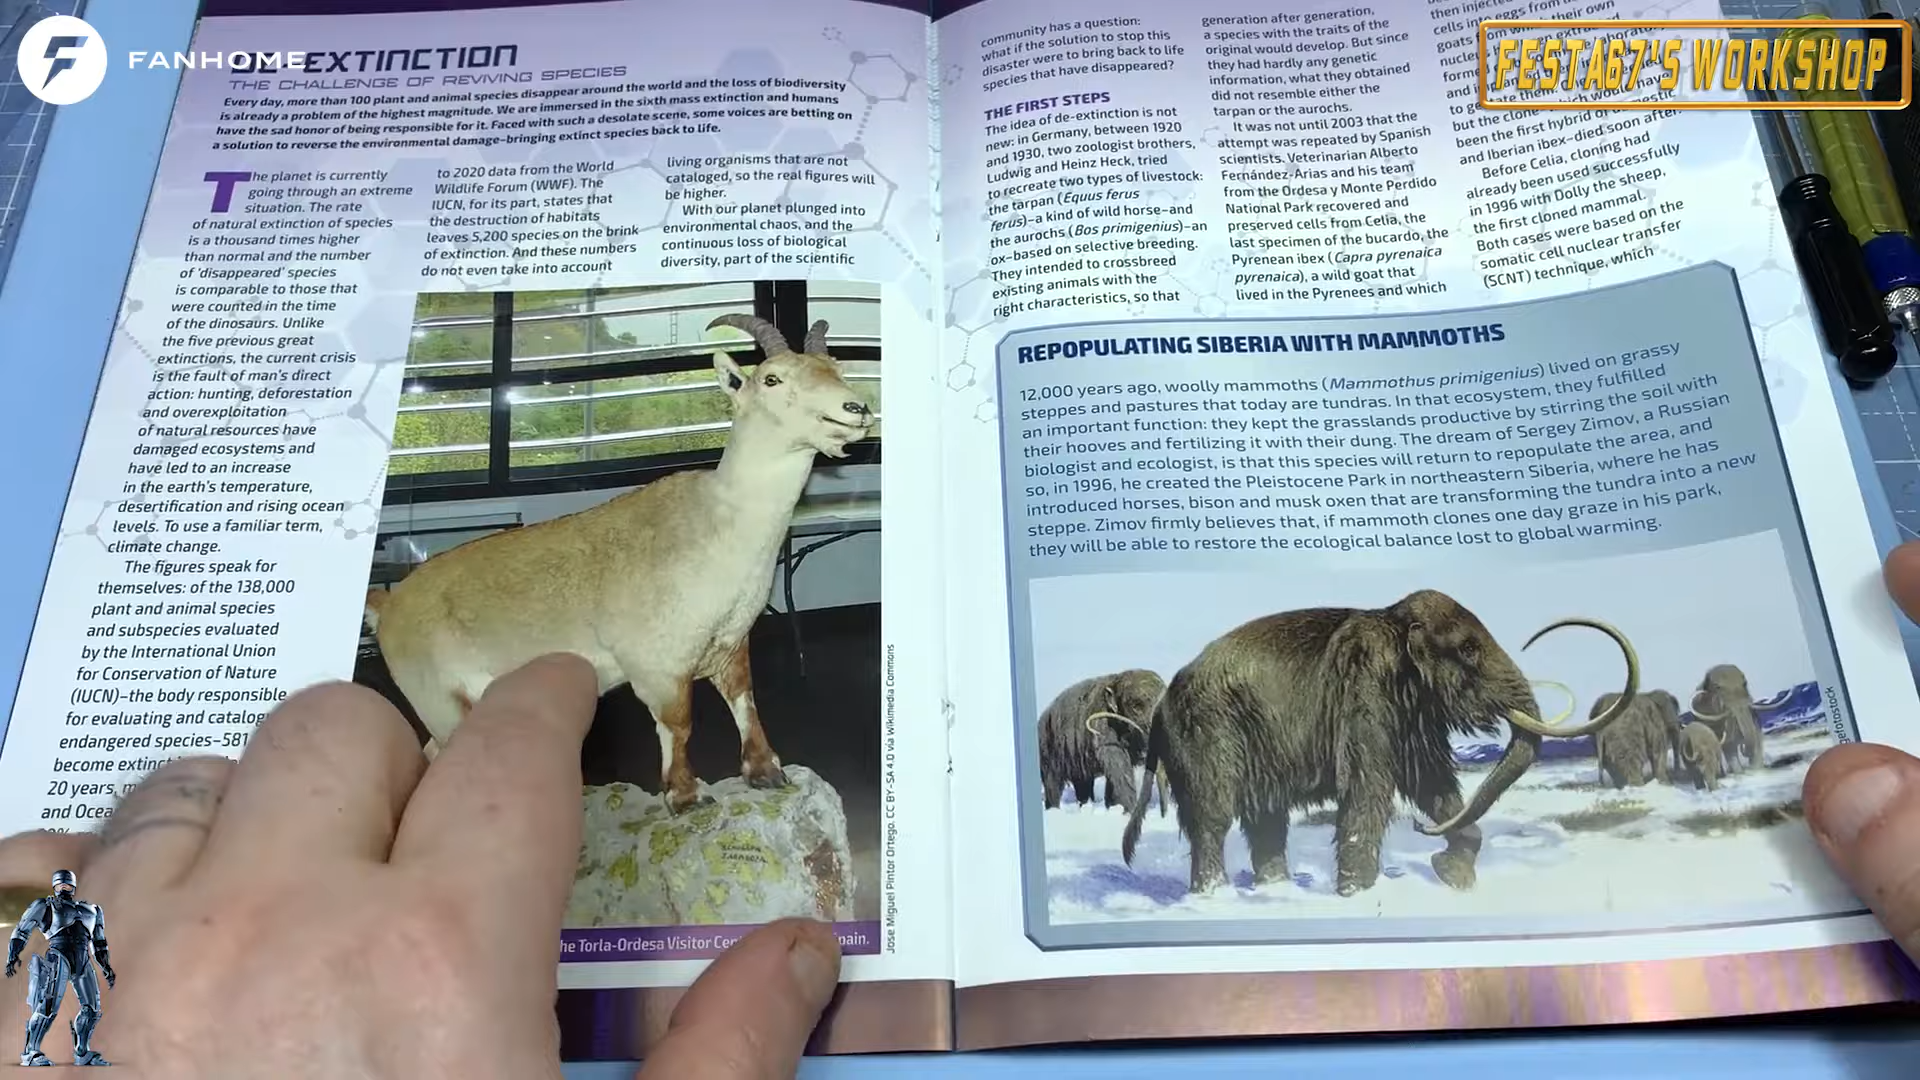 FANHOME
FESTA67'S WORKSHOP
DE-EXTINCTION
THE CHALLENGE OF REVIVING SPECIES
Every day, more than 100 plant and animal species disappear around the world and the loss of biodiversity
is already a problem of the highest magnitude. We are immersed in the sixth mass extinction and humans
have the sad honor of being responsible for it. Faced with such a desolate scene, some voices are betting on
a solution to reverse the environmental damage–bringing extinct species back to life.
The planet is currently
going through an extreme
situation. The rate
of natural extinction of species
is a thousand times higher
than normal and the number
of 'disappeared' species
is comparable to those that
were counted in the time
of the dinosaurs. Unlike
the five previous great
extinctions, the current crisis
is the fault of man's direct
action: hunting, deforestation
and overexploitation
of natural resources have
damaged ecosystems and
have led to an increase
in the earth's temperature,
desertification and rising ocean
levels. To use a familiar term,
climate change.
The figures speak for
themselves: of the 138,000
plant and animal species
and subspecies evaluated
by the International Union
for Conservation of Nature
(IUCN)–the body responsible
for evaluating and
endangered species–581
become extinct
20 years,
and
to 2020 data from the World
Wildlife Forum (WWF). The
IUCN, for its part, states that
the destruction of habitats
leaves 5,200 species on the brink
of extinction. And these numbers
do not even take into account
living organisms that are not
cataloged, so the real figures will
be higher.
With our planet plunged into
environmental chaos, and the
continuous loss of biological
diversity, part of the scientific
Jose Miguel Pintor Ortego. CC BY-SA 4.0 via Wikimedia Commons
the Torla-Ordesa Visitor
community has a question:
what if the solution to stop this
disaster were to bring back to life
species that have disappeared?
THE FIRST STEPS
The idea of de-extinction is not
new: in Germany, between 1920
and 1930, two zoologist brothers,
Ludwig and Heinz Heck, tried
to recreate two types of livestock:
the tarpan (Equus ferus
ferus)–a kind of wild horse–and
the aurochs (Bos primigenius)–an
ox–based on selective breeding.
They intended to crossbreed
existing animals with the
right characteristics, so that
generation after generation,
a species with the traits of the
original would develop. But since
they had hardly any genetic
information, what they obtained
did not resemble either the
tarpan or the aurochs.
It was not until 2003 that the
attempt was repeated by Spanish
scientists. Veterinarian Alberto
Fernández-Arias and his team
from the Ordesa y Monte Perdido
National Park recovered and
preserved cells from Celia, the
last specimen of the bucardo, the
Pyrenean ibex (Capra pyrenaica
pyrenaica), a wild goat that
lived in the Pyrenees and which
then injected
cells into eggs from
goats from their own
but the clone
been the first hybrid of domestic
and Iberian ibex–died soon after.
Before Celia, cloning had
already been used successfully
in 1996 with Dolly the sheep,
the first cloned mammal.
Both cases were based on the
somatic cell nuclear transfer
(SCNT) technique, which
REPOPULATING SIBERIA WITH MAMMOTHS
12,000 years ago, woolly mammoths (Mammothus primigenius) lived on grassy
steppes and pastures that today are tundras. In that ecosystem, they fulfilled
an important function: they kept the grasslands productive by stirring the soil with
their hooves and fertilizing it with their dung. The dream of Sergey Zimov, a Russian
biologist and ecologist, is that this species will return to repopulate the area, and
so, in 1996, he created the Pleistocene Park in northeastern Siberia, where he has
introduced horses, bison and musk oxen that are transforming the tundra into a new
steppe. Zimov firmly believes that, if mammoth clones one day graze in his park,
they will be able to restore the ecological balance lost to global warming.